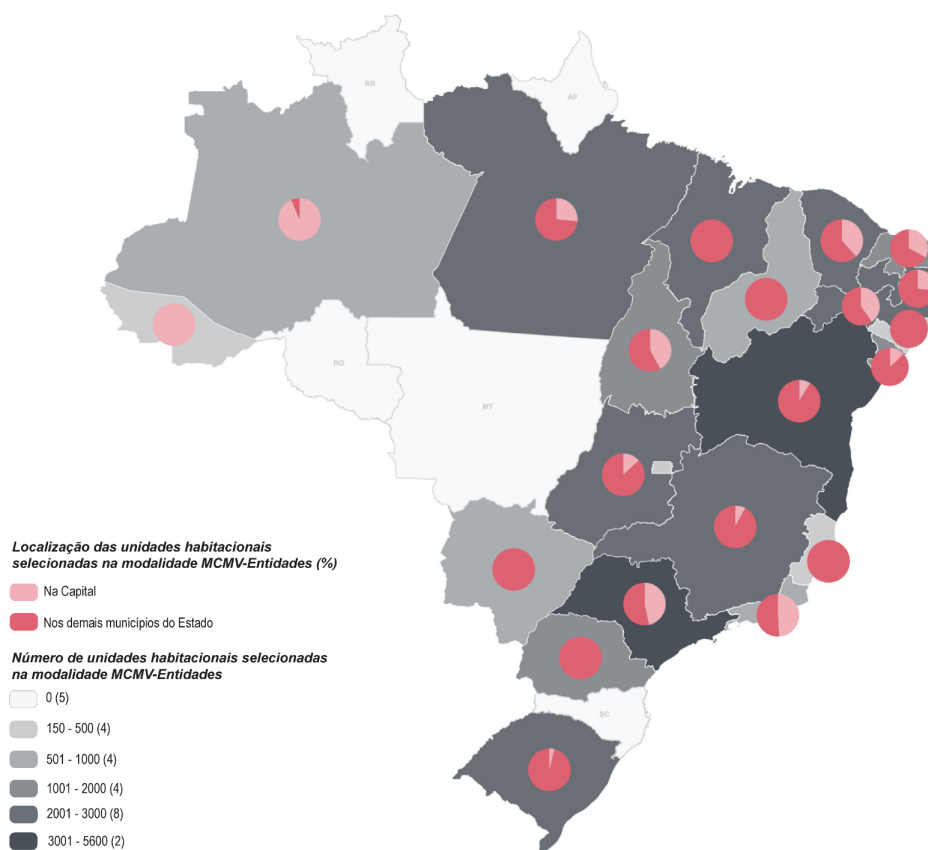 RR
AP
RO
MT
SC
Localização das unidades habitacionais
selecionadas na modalidade MCMV-Entidades (%)
Na Capital
Nos demais municípios do Estado
Número de unidades habitacionais selecionadas
na modalidade MCMV-Entidades
0 (5)
150 - 500 (4)
501 - 1000 (4)
1001 - 2000 (4)
2001 - 3000 (8)
3001 - 5600 (2)